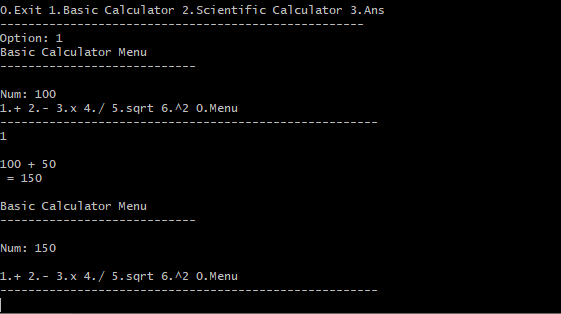 0.Exit 1.Basic Calculator 2.Scientific Calculator 3.Ans
----------------------------------------------------
Option: 1
Basic Calculator Menu
----------------------------
Num: 100
1.+ 2.- 3.x 4./ 5.sqrt 6.^2 0.Menu
------------------------------------------------------
1
100 + 50
= 150
Basic Calculator Menu
----------------------------
Num: 150
1.+ 2.- 3.x 4./ 5.sqrt 6.^2 0.Menu
------------------------------------------------------